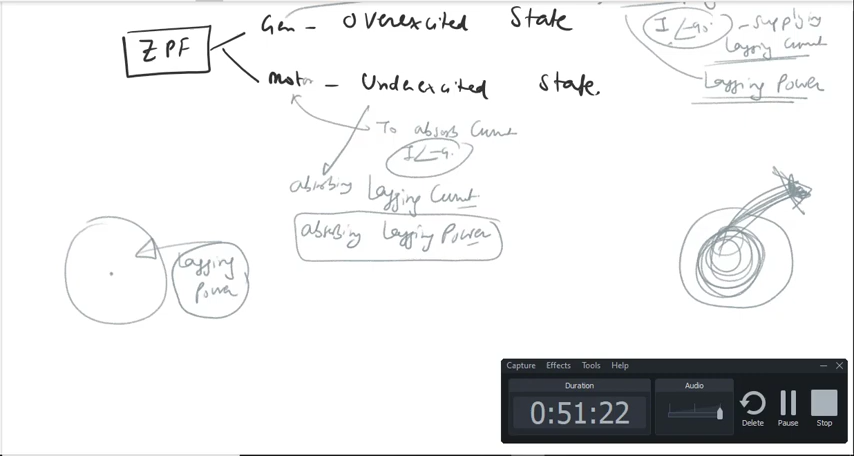 Gen - Overexcited State
I∠-90° - supplying
lagging Current
ZPF
Motor - Underexcited State.
Lagging Power
To absorb Current
I∠-90
absorbing Lagging Current
absorbing Lagging Power
Lagging
Power
Capture Effects Tools Help
Duration
Audio
0:51:22
Delete Pause Stop